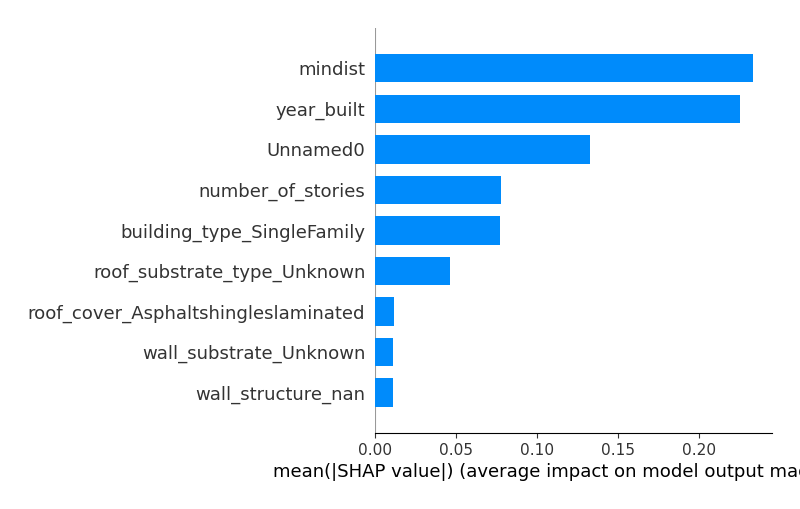 mindist
year_built
Unnamed0
number_of_stories
building_type_SingleFamily
roof_substrate_type_Unknown
roof_cover_Asphaltshingleslaminated
wall_substrate_Unknown
wall_structure_nan
0.00 0.05 0.10 0.15 0.20
mean(|SHAP value|) (average impact on model output